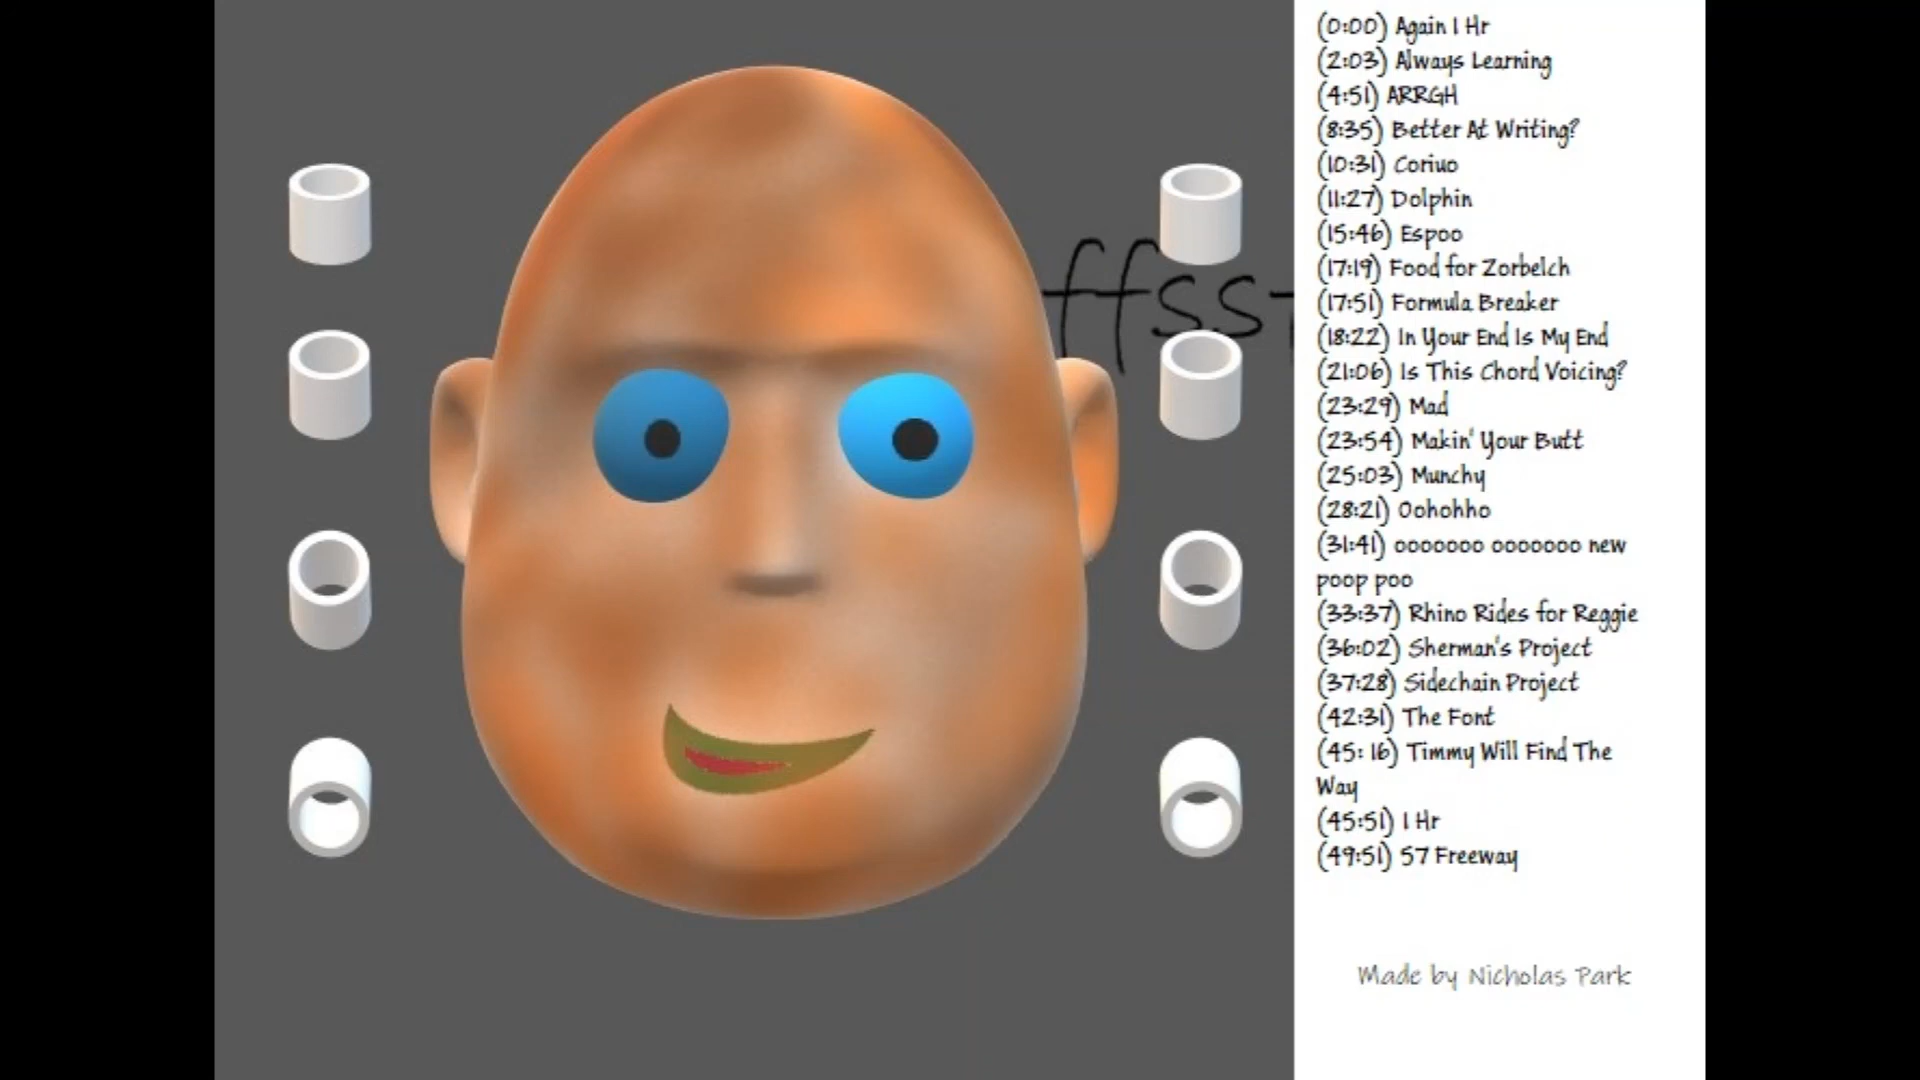 ffss
(0:00) Again 1 Hr
(2:03) Always Learning
(4:51) ARRGH
(8:35) Better At Writing?
(10:31) Coriuo
(11:27) Dolphin
(15:46) Espoo
(17:19) Food for Zorbelch
(17:51) Formula Breaker
(18:22) In Your End Is My End
(21:06) Is This Chord Voicing?
(23:29) Mad
(23:54) Makin' Your Butt
(25:03) Munchy
(28:21) Oohohho
(31:41) ooooooo ooooooo new
poop poo
(33:37) Rhino Rides for Reggie
(36:02) Sherman's Project
(37:28) Sidechain Project
(42:31) The Font
(45: 16) Timmy Will Find The
Way
(45:51) 1 Hr
(49:51) 57 Freeway
Made by Nicholas Park